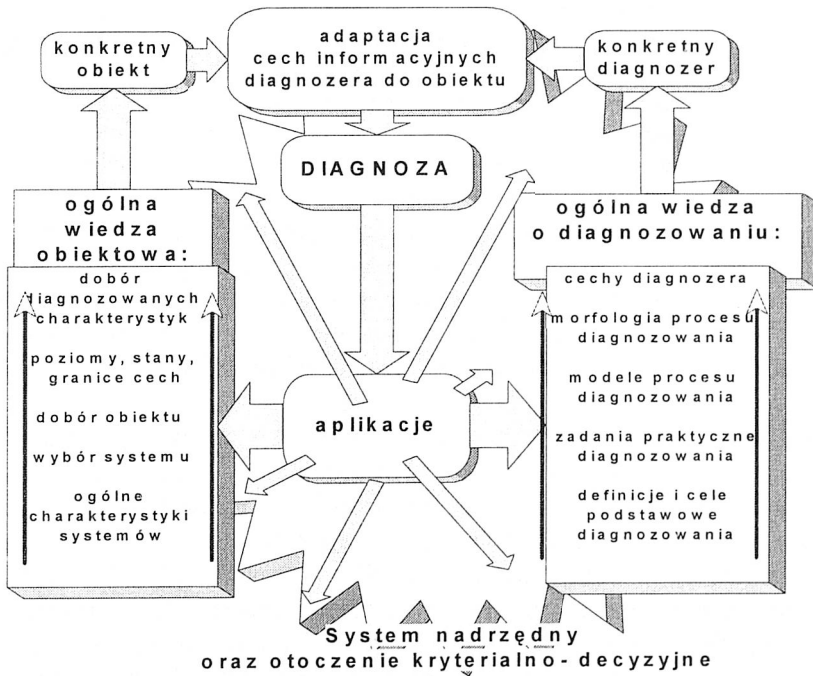 konkretny
obiekt
adaptacja
cech informacyjnych
diagnozera do obiektu
konkretny
diagnozer
DIAGNOZA
ogólna
wiedza
obiektowa:
dobór
diagnozowanych
charakterystyk
poziomy, stany,
granice cech
dobór obiektu
wybór systemu
ogólne
charakterystyki
systemów
aplikacje
ogólna wiedza
o diagnozowaniu:
cechy diagnozera
morfologia procesu
diagnozowania
modele procesu
diagnozowania
zadania praktyczne
diagnozowania
definicje i cele
podstawowe
diagnozowania
System nadrzędny
oraz otoczenie kryterialno- decyzyjne